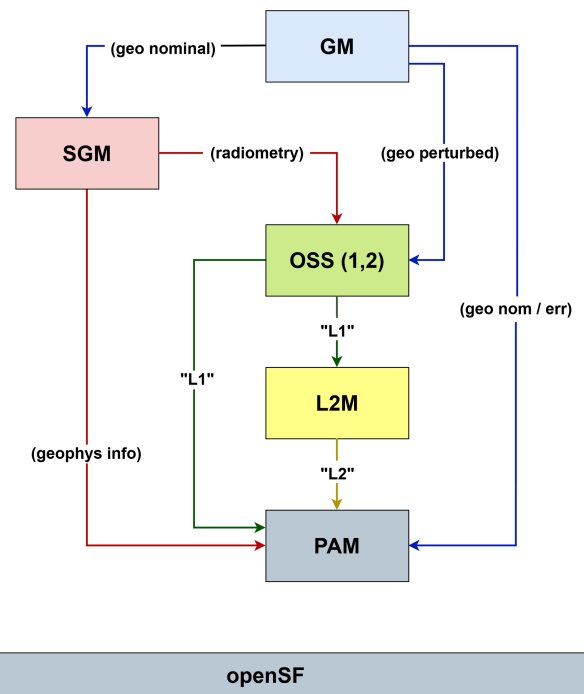 GM
(geo nominal)
SGM
(radiometry)
(geo perturbed)
OSS (1,2)
(geo nom / err)
"L1"
"L1"
L2M
(geophys info)
"L2"
PAM
openSF